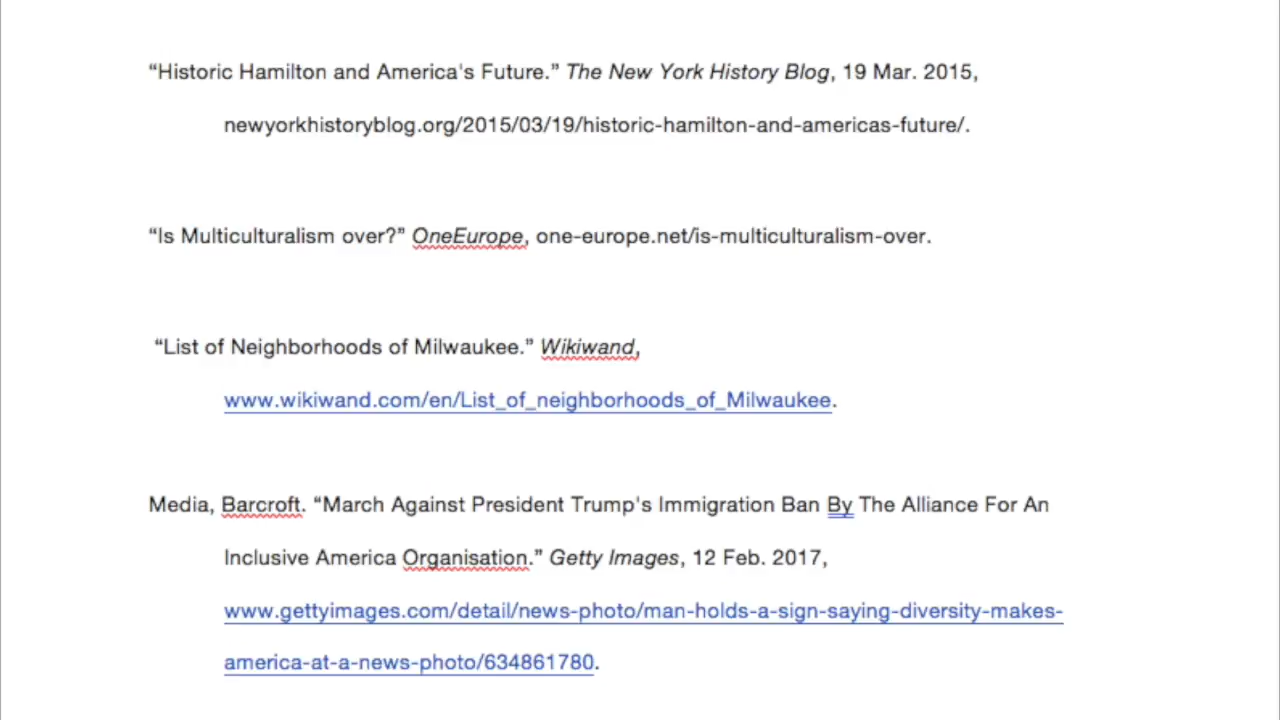 “Historic Hamilton and America's Future.” The New York History Blog, 19 Mar. 2015,
newyorkhistoryblog.org/2015/03/19/historic-hamilton-and-americas-future/.
“Is Multiculturalism over?” OneEurope, one-europe.net/is-multiculturalism-over.
“List of Neighborhoods of Milwaukee.” Wikiwand,
www.wikiwand.com/en/List_of_neighborhoods_of_Milwaukee.
Media, Barcroft. “March Against President Trump's Immigration Ban By The Alliance For An
Inclusive America Organisation.” Getty Images, 12 Feb. 2017,
www.gettyimages.com/detail/news-photo/man-holds-a-sign-saying-diversity-makes-
america-at-a-news-photo/634861780.